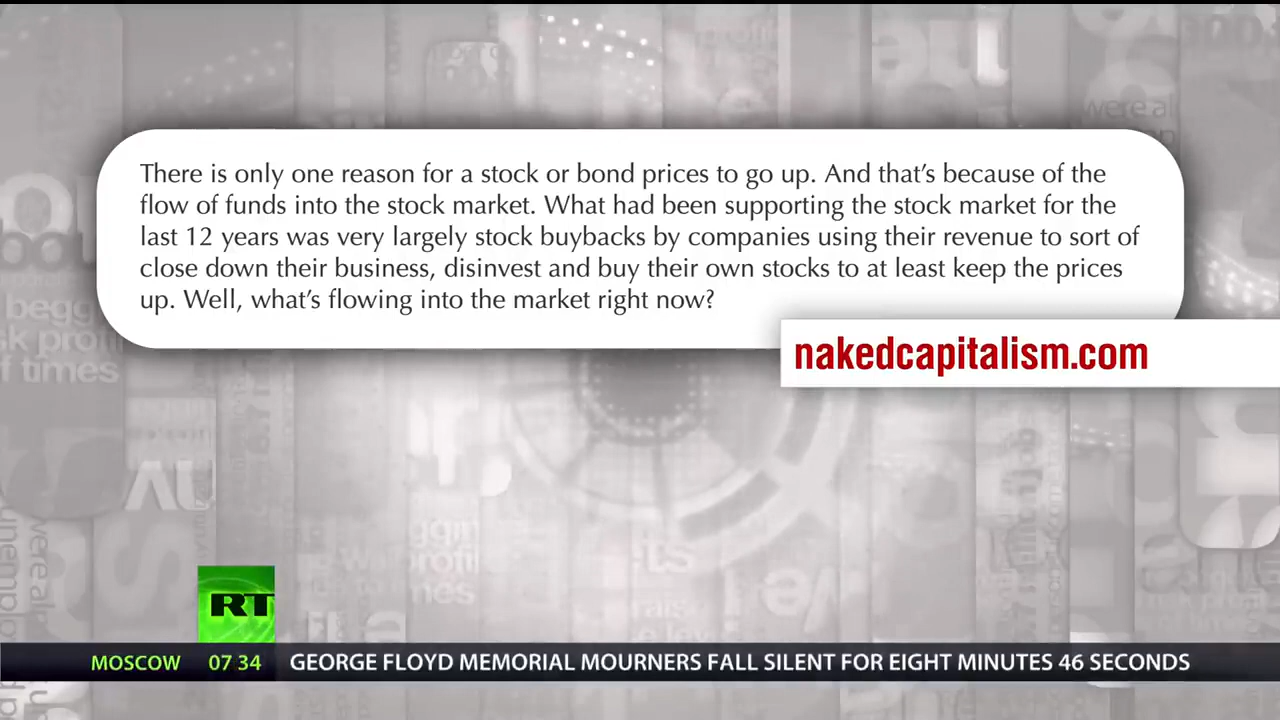 There is only one reason for a stock or bond prices to go up. And that's because of the
flow of funds into the stock market. What had been supporting the stock market for the
last 12 years was very largely stock buybacks by companies using their revenue to sort of
close down their business, disinvest and buy their own stocks to at least keep the prices
up. Well, what's flowing into the market right now?
nakedcapitalism.com
RT
MOSCOW 07 34 GEORGE FLOYD MEMORIAL MOURNERS FALL SILENT FOR EIGHT MINUTES 46 SECONDS